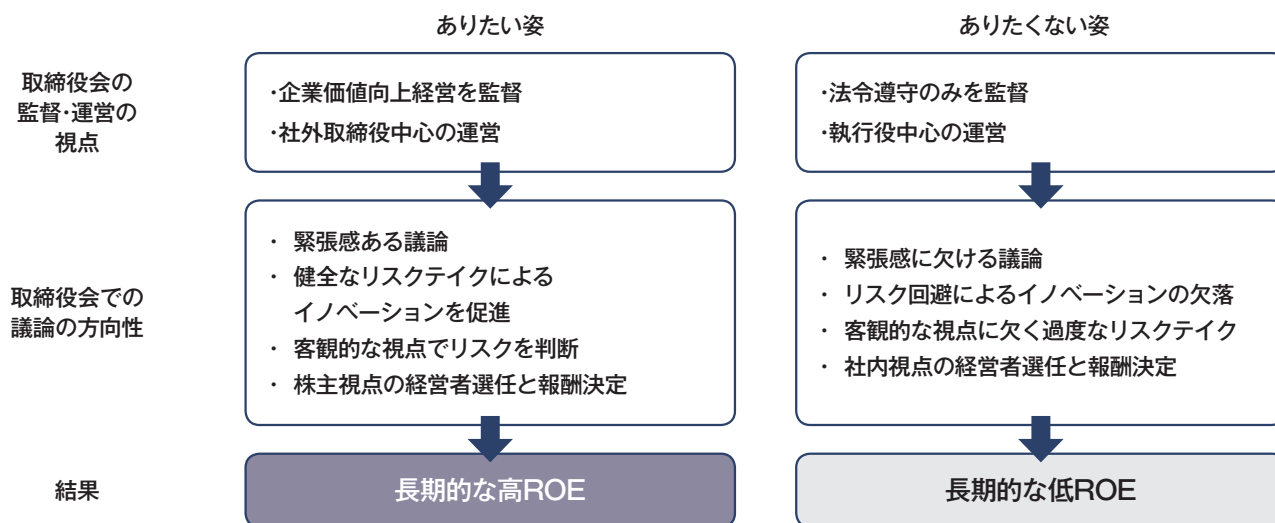 ありたい姿
ありたくない姿
取締役会の
監督・運営の
視点
・企業価値向上経営を監督
・社外取締役中心の運営
・法令遵守のみを監督
・執行役中心の運営
取締役会での
議論の方向性
・ 緊張感ある議論
・ 健全なリスクテイクによる
イノベーションを促進
・ 客観的な視点でリスクを判断
・ 株主視点の経営者選任と報酬決定
・ 緊張感に欠ける議論
・ リスク回避によるイノベーションの欠落
・ 客観的な視点に欠く過度なリスクテイク
・ 社内視点の経営者選任と報酬決定
結果
長期的な高ROE
長期的な低ROE